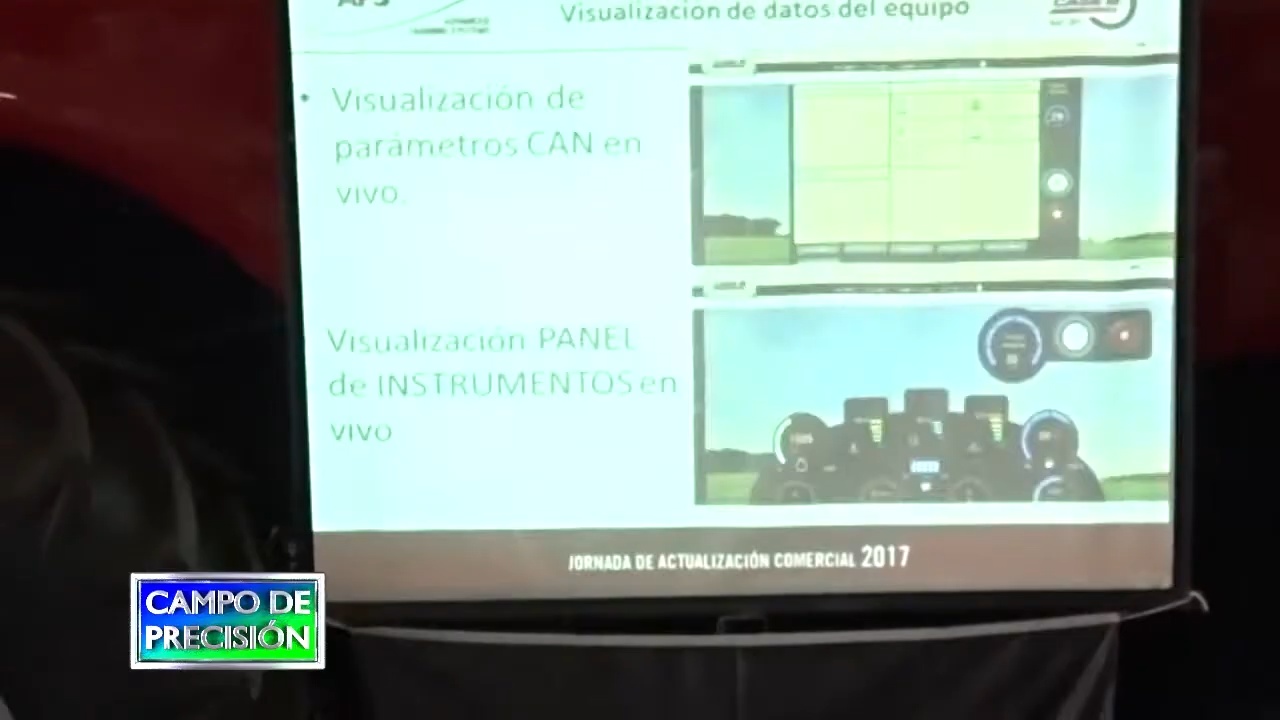 AFS
Visualizacion de datos del equipo
• Visualización de
parámetros CAN en
vivo.
Visualización PANEL
de INSTRUMENTOS en
vivo
JORNADA DE ACTUALIZACIÓN COMERCIAL 2017
CAMPO DE
PRECISIÓN